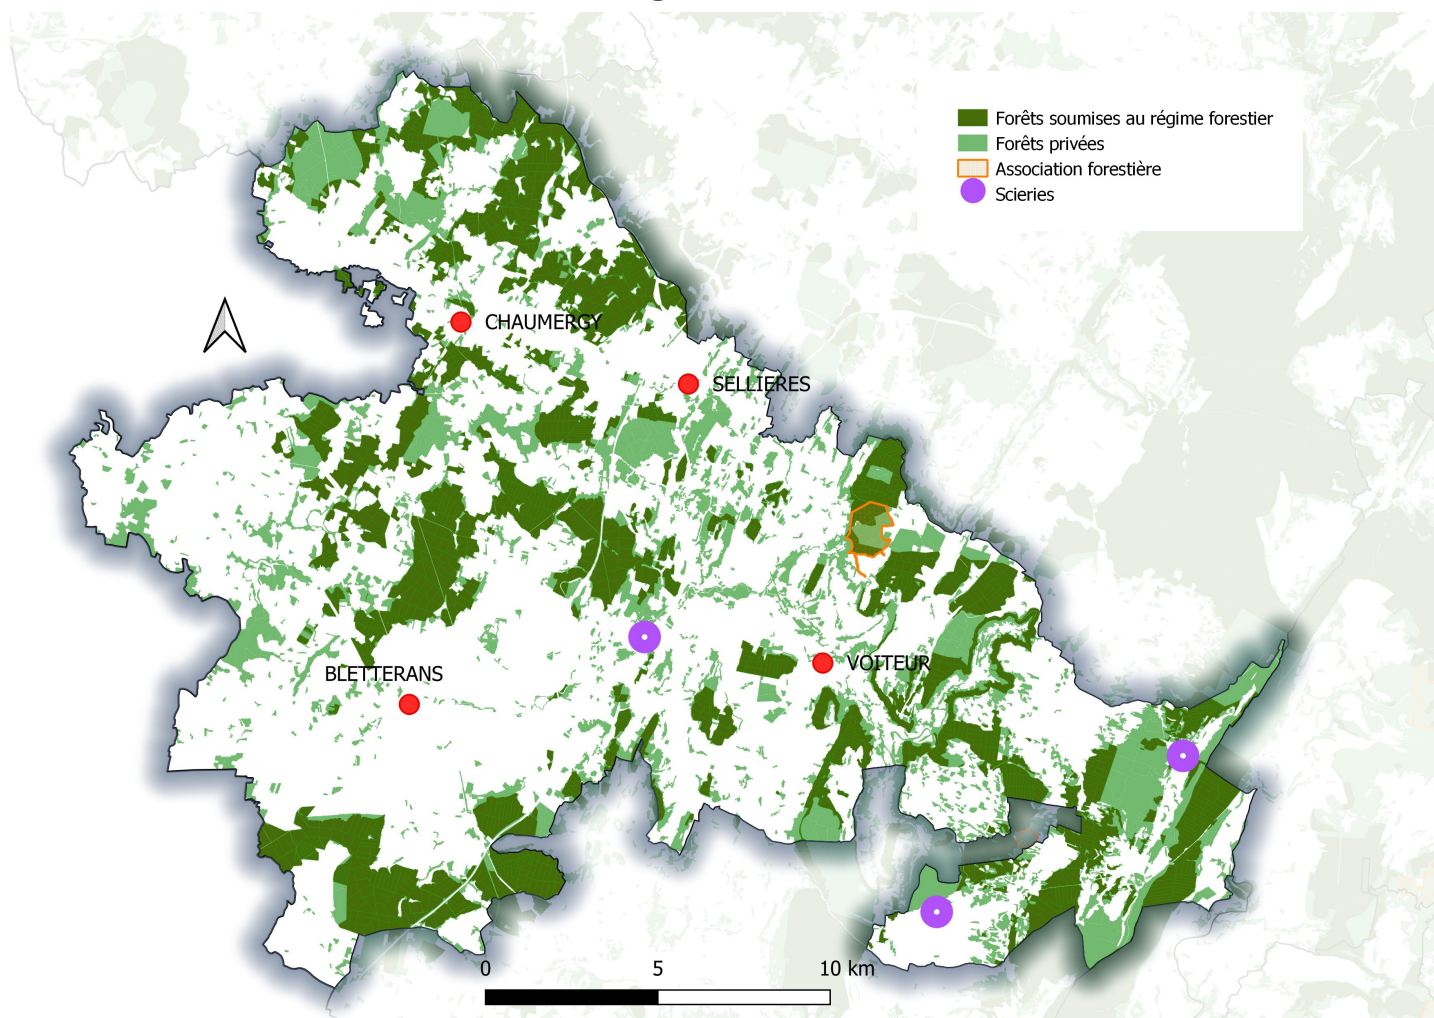 Forêts soumises au régime forestier
Forêts privées
Association forestière
Scieries
CHAUMERGY
SELLIERES
BLETTERANS
VOITEUR
0 5 10 km